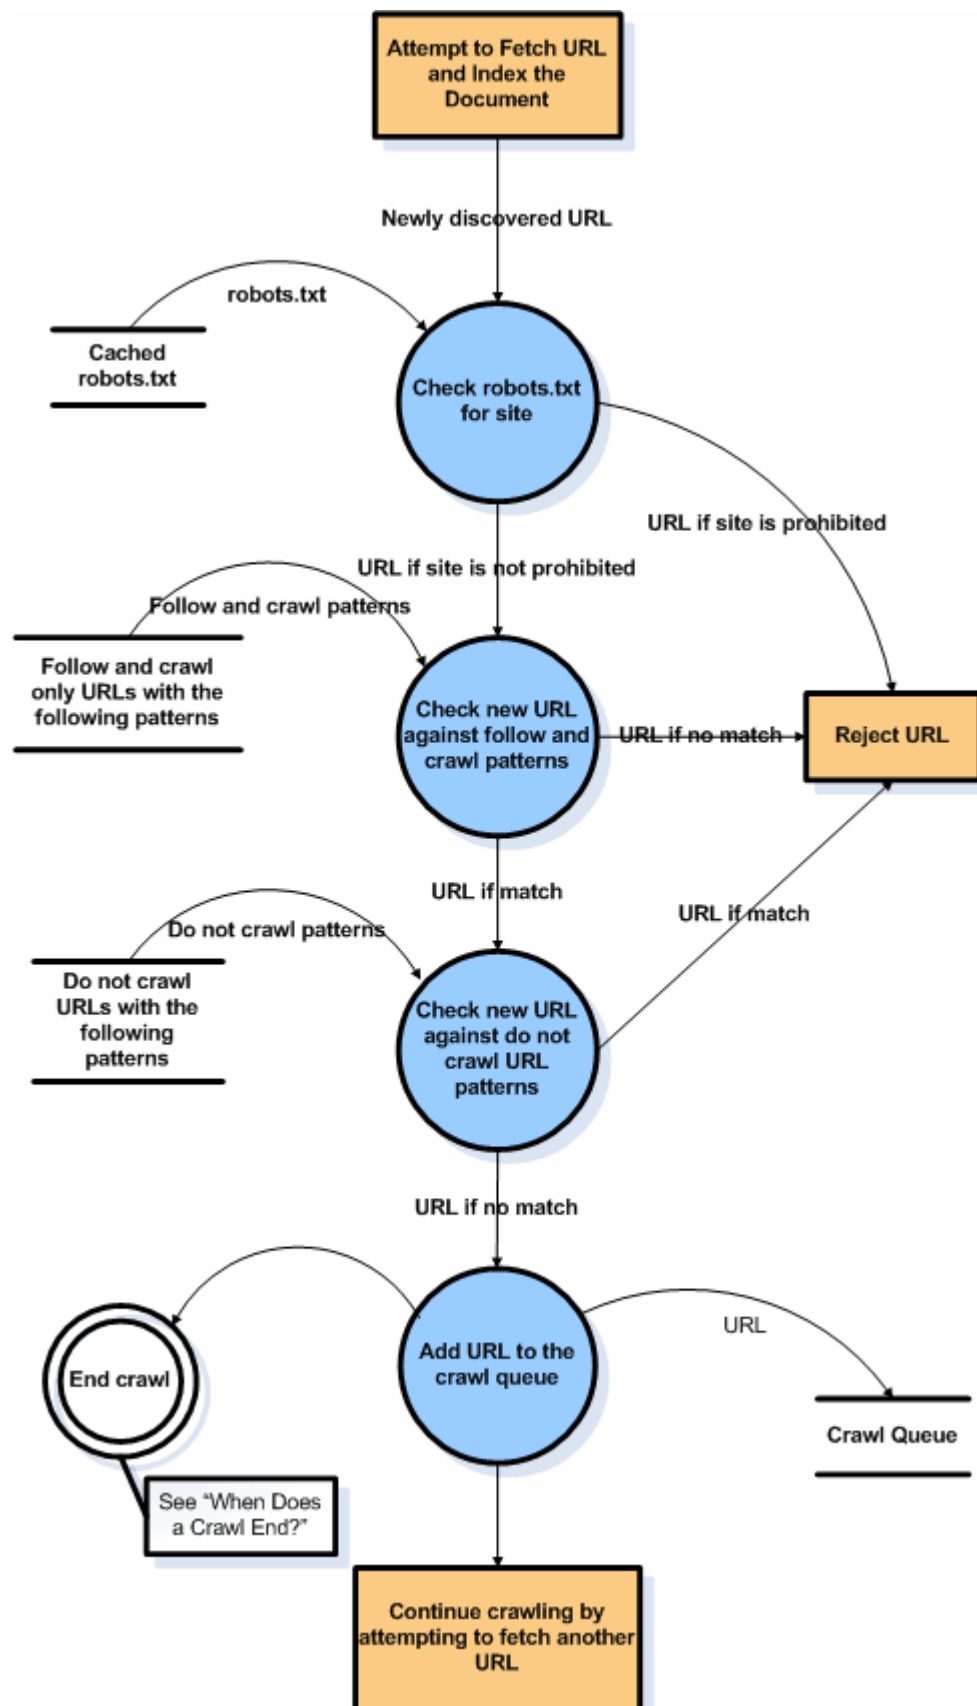 Attempt to Fetch URL
and Index the
Document
Newly discovered URL
robots.txt
Cached
robots.txt
Check robots.txt
for site
URL if site is prohibited
URL if site is not prohibited
Follow and crawl patterns
Follow and crawl
only URLs with the
following patterns
Check new URL
against follow and
crawl patterns
URL if no match
Reject URL
URL if match
URL if match
Do not crawl patterns
Do not crawl
URLs with the
following
patterns
Check new URL
against do not
crawl URL
patterns
URL if no match
URL
End crawl
Add URL to the
crawl queue
Crawl Queue
See “When Does
a Crawl End?”
Continue crawling by
attempting to fetch another
URL